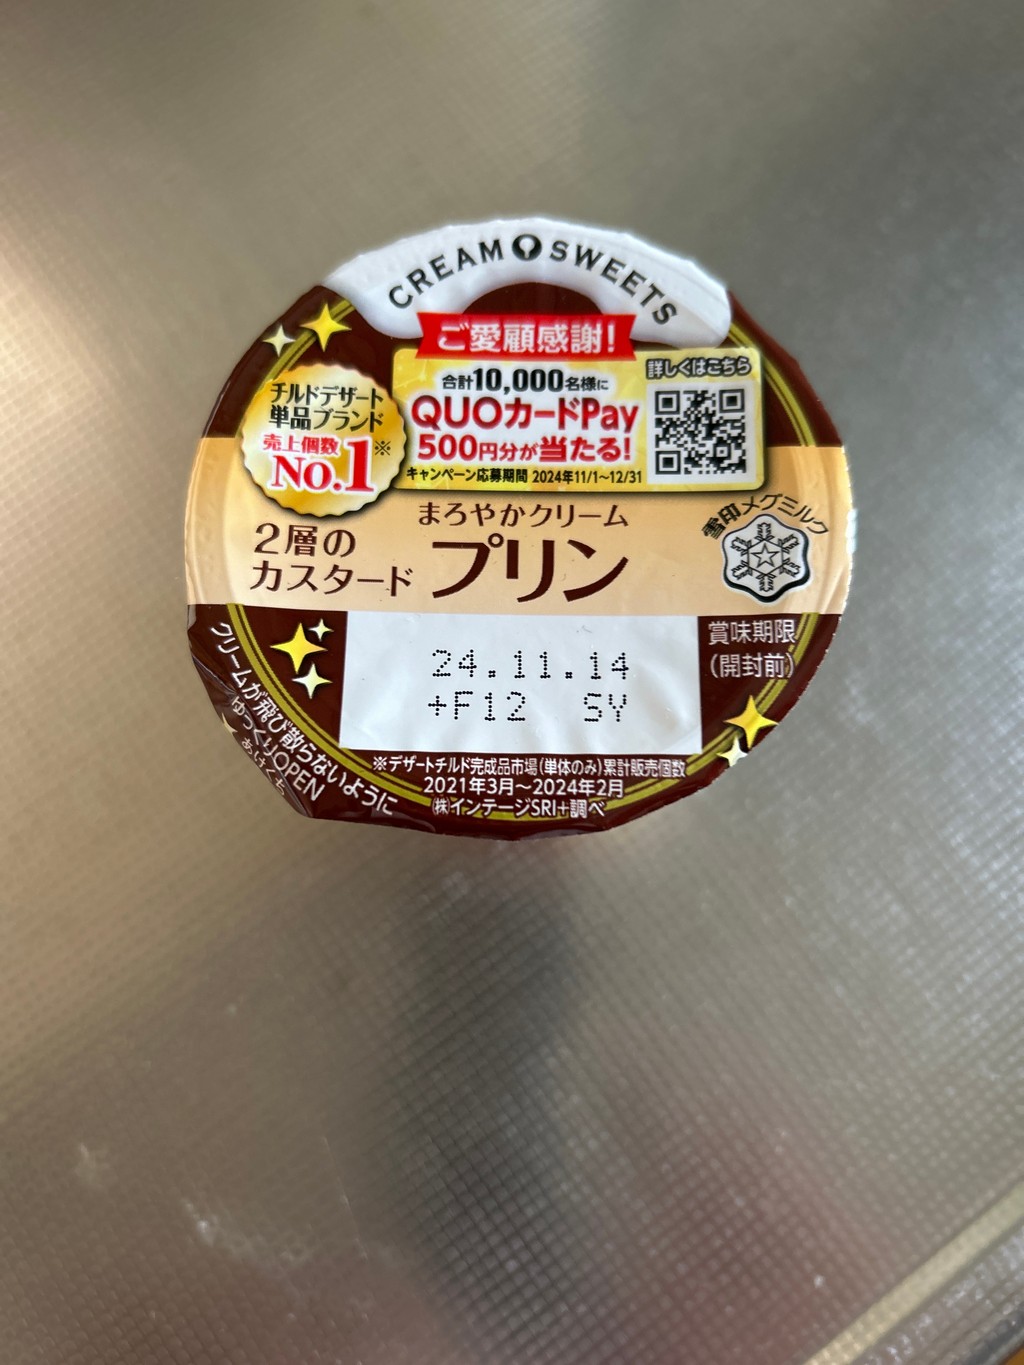 CREAM SWEETS
ご愛顧感謝!
詳しくはこちら
合計10,000名様に
QUOカードPay
500円分が当たる!
キャンペーン応募期間 2024年11/1〜12/31
チルドデザート
単品ブランド
売上個数
No.1※
まろやかクリーム
2層の
カスタード
プリン
雪印メグミルク
賞味期限
(開封前)
24.11.14
+F12 SY
クリームが飛び散らないように
ゆっくりOPEN
あけくち
※デザートチルド完成品市場(単体のみ)累計販売個数
2021年3月〜2024年2月
㈱インテージSRI+調べ